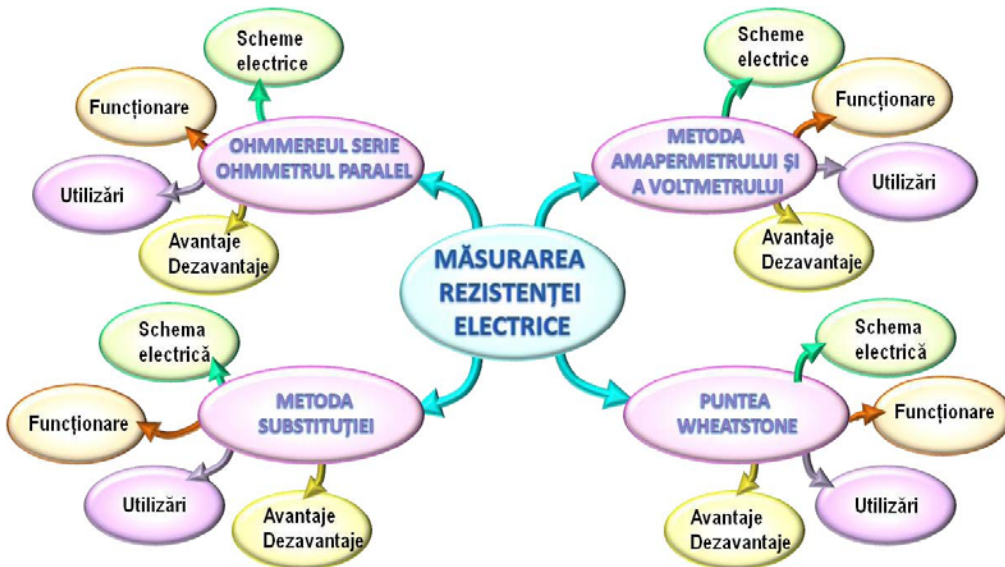 Scheme
electrice
Funcționare
OHMMEREUL SERIE
OHMMETRUL PARALEL
Utilizări
Avantaje
Dezavantaje
Scheme
electrice
Funcționare
METODA
AMAPERMETRULUI ȘI
A VOLTMETRULUI
Utilizări
Avantaje
Dezavantaje
MĂSURAREA
REZISTENȚEI
ELECTRICE
Schema
electrică
METODA
SUBSTITUȚIEI
Funcționare
Utilizări
Avantaje
Dezavantaje
Schema
electrică
PUNTEA
WHEATSTONE
Funcționare
Utilizări
Avantaje
Dezavantaje